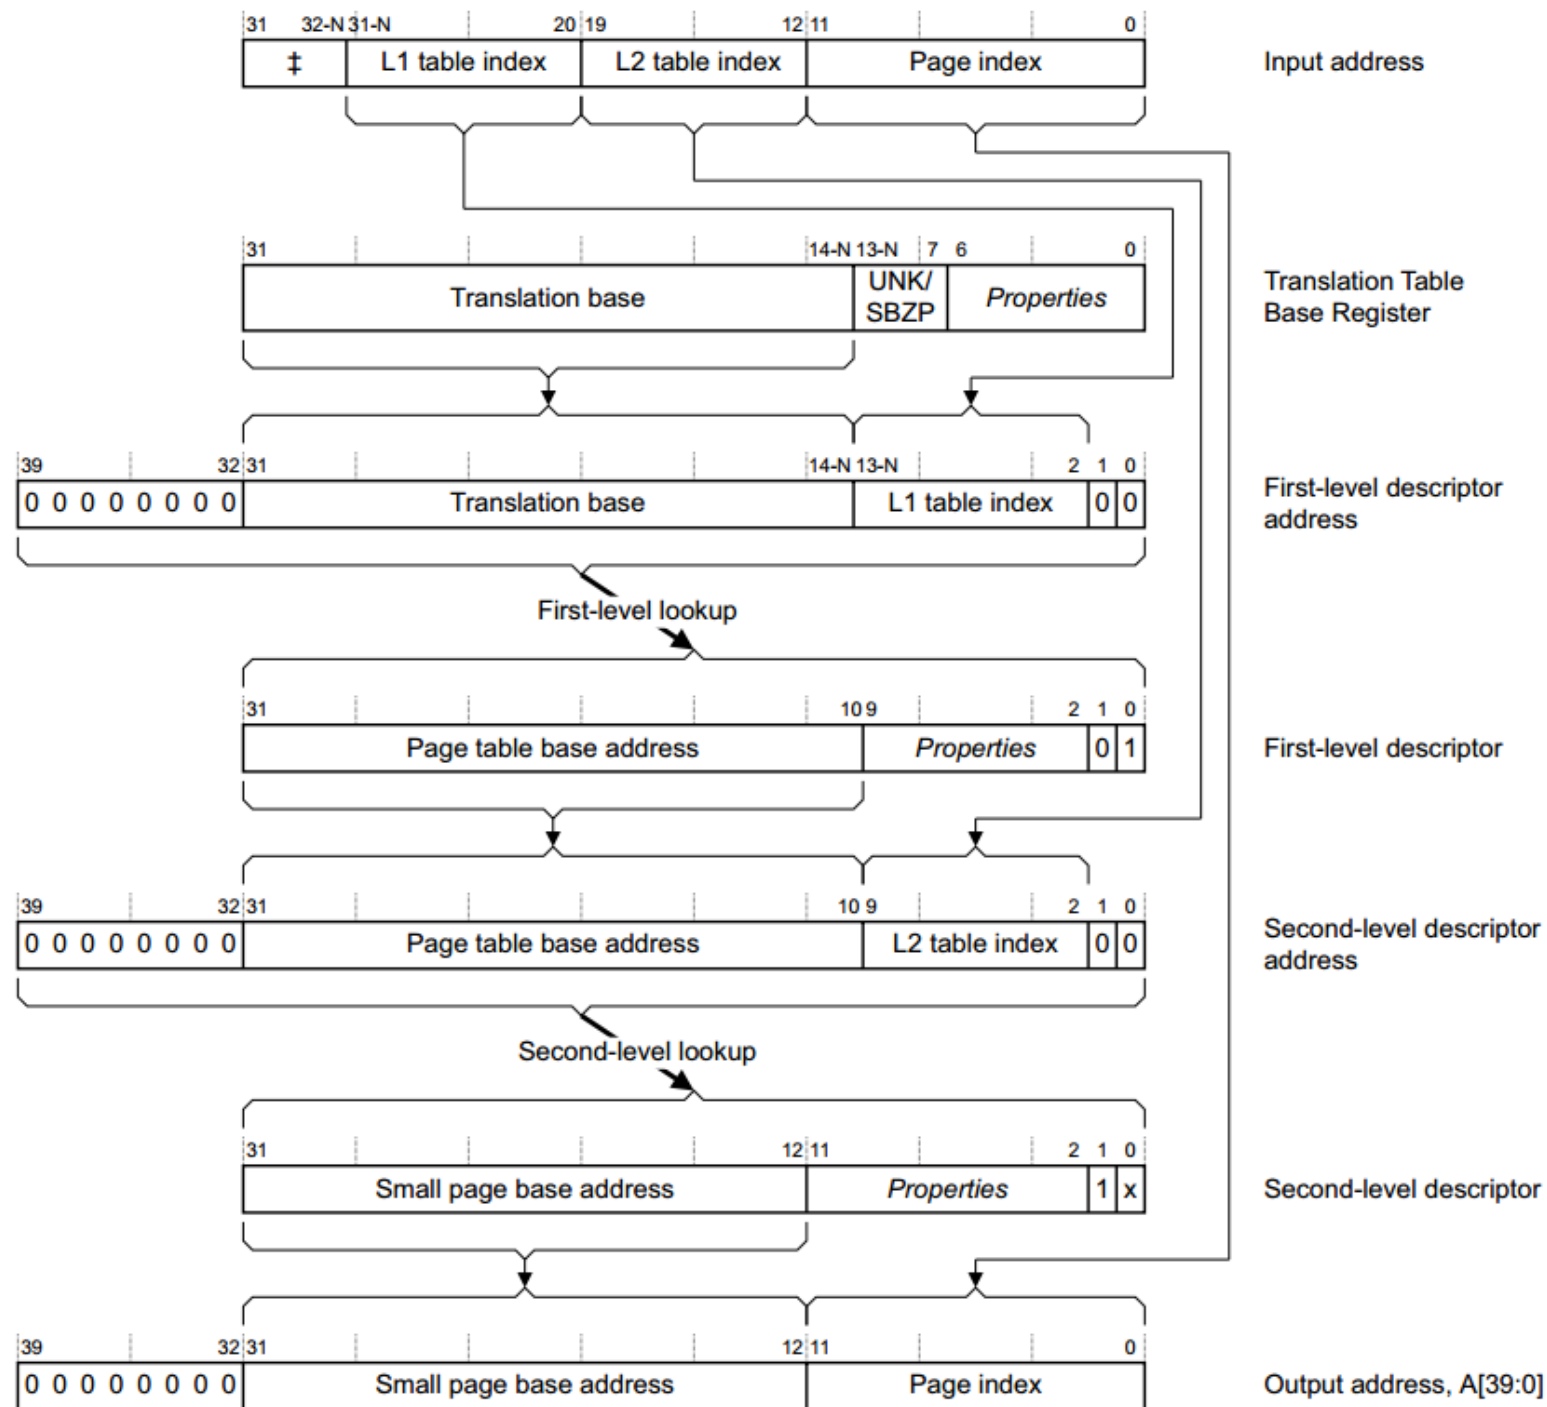 31 32-N 31-N 20 19 12 11 0
‡ L1 table index L2 table index Page index Input address
31 14-N 13-N 7 6 0
Translation base UNK/ SBZP Properties Translation Table Base Register
39 32 31 14-N 13-N 2 1 0
0 0 0 0 0 0 0 0 Translation base L1 table index 0 0 First-level descriptor address
First-level lookup
31 10 9 2 1 0
Page table base address Properties 0 1 First-level descriptor
39 32 31 10 9 2 1 0
0 0 0 0 0 0 0 0 Page table base address L2 table index 0 0 Second-level descriptor address
Second-level lookup
31 12 11 2 1 0
Small page base address Properties 1 x Second-level descriptor
39 32 31 12 11 0
0 0 0 0 0 0 0 0 Small page base address Page index Output address, A[39:0]